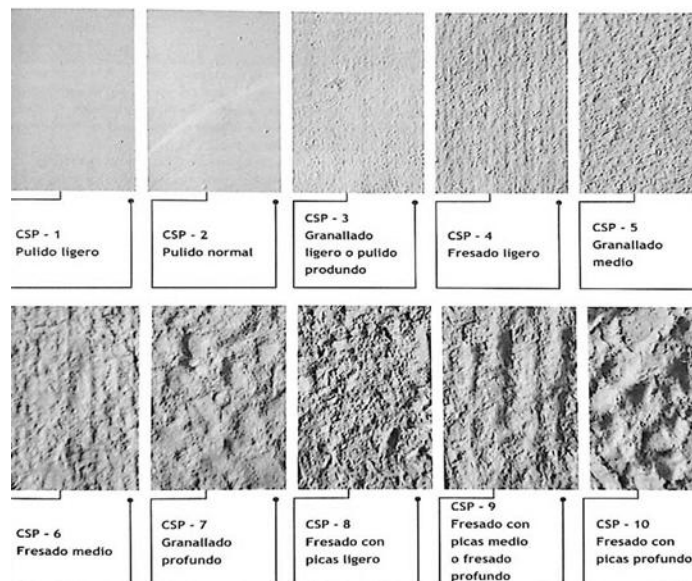 CSP - 1
Pulido ligero
CSP - 2
Pulido normal
CSP - 3
Granallado
ligero o pulido
produndo
CSP - 4
Fresado ligero
CSP - 5
Granallado
medio
CSP - 6
Fresado medio
CSP - 7
Granallado
profundo
CSP - 8
Fresado con
picas ligero
CSP - 9
Fresado con
picas medio
o fresado
profundo
CSP - 10
Fresado con
picas profundo